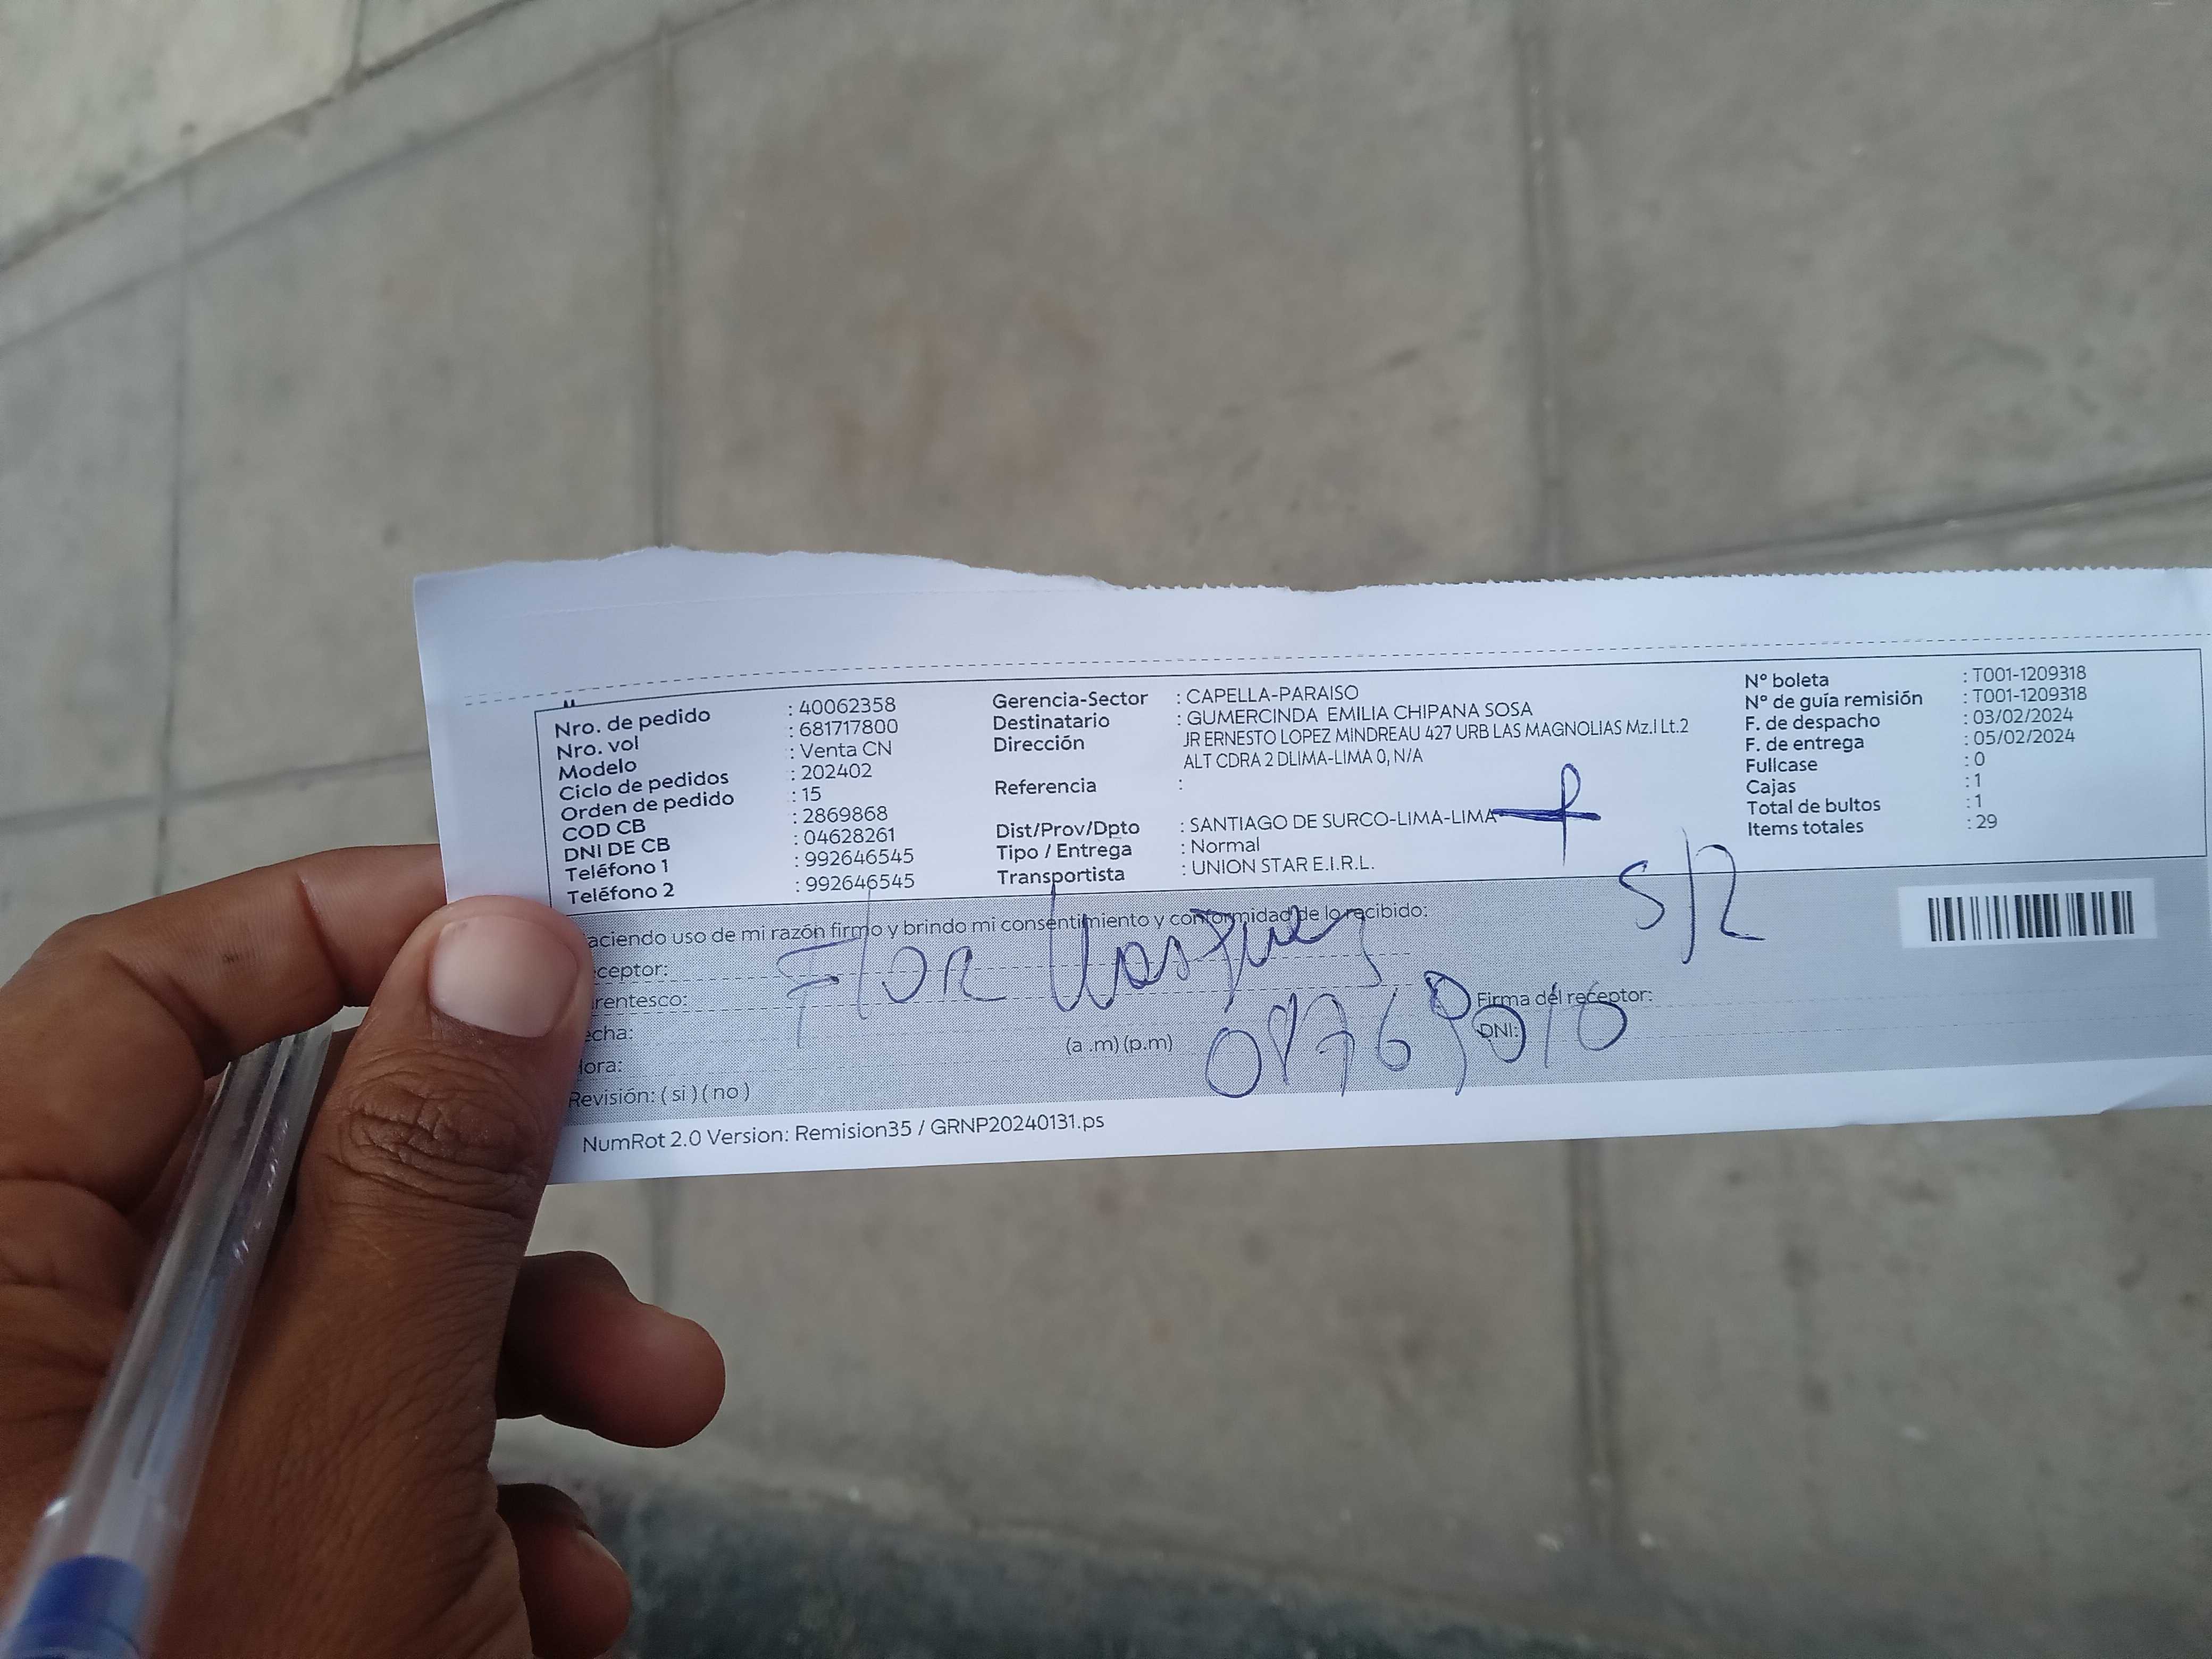 Nro. de pedido : 40062358
Nro. vol : 681717800
Modelo : Venta CN
Ciclo de pedidos : 202402
Orden de pedido : 15
COD CB : 2869868
DNI DE CB : 04628261
Teléfono 1 : 992646545
Teléfono 2 : 992646545
Gerencia-Sector : CAPELLA-PARAISO
Destinatario : GUMERCINDA EMILIA CHIPANA SOSA
Dirección JR ERNESTO LOPEZ MINDREAU 427 URB LAS MAGNOLIAS Mz.I Lt.2
ALT CDRA 2 DLIMA-LIMA 0, N/A
Referencia :
Dist/Prov/Dpto : SANTIAGO DE SURCO-LIMA-LIMA
Tipo / Entrega : Normal
Transportista : UNION STAR E.I.R.L.
N° boleta : T001-1209318
N° de guía remisión : T001-1209318
F. de despacho : 03/02/2024
F. de entrega : 05/02/2024
Fullcase : 0
Cajas : 1
Total de bultos : 1
Items totales : 29
S/R
aciendo uso de mi razón firmo y brindo mi consentimiento y conformidad de lo recibido:
eceptor: Flor Vasquez
rentesco:
echa:
(a .m) (p.m)
Firma del receptor:
DNI:
ora:
Revisión: ( si ) ( no )
NumRot 2.0 Version: Remision35 / GRNP20240131.ps